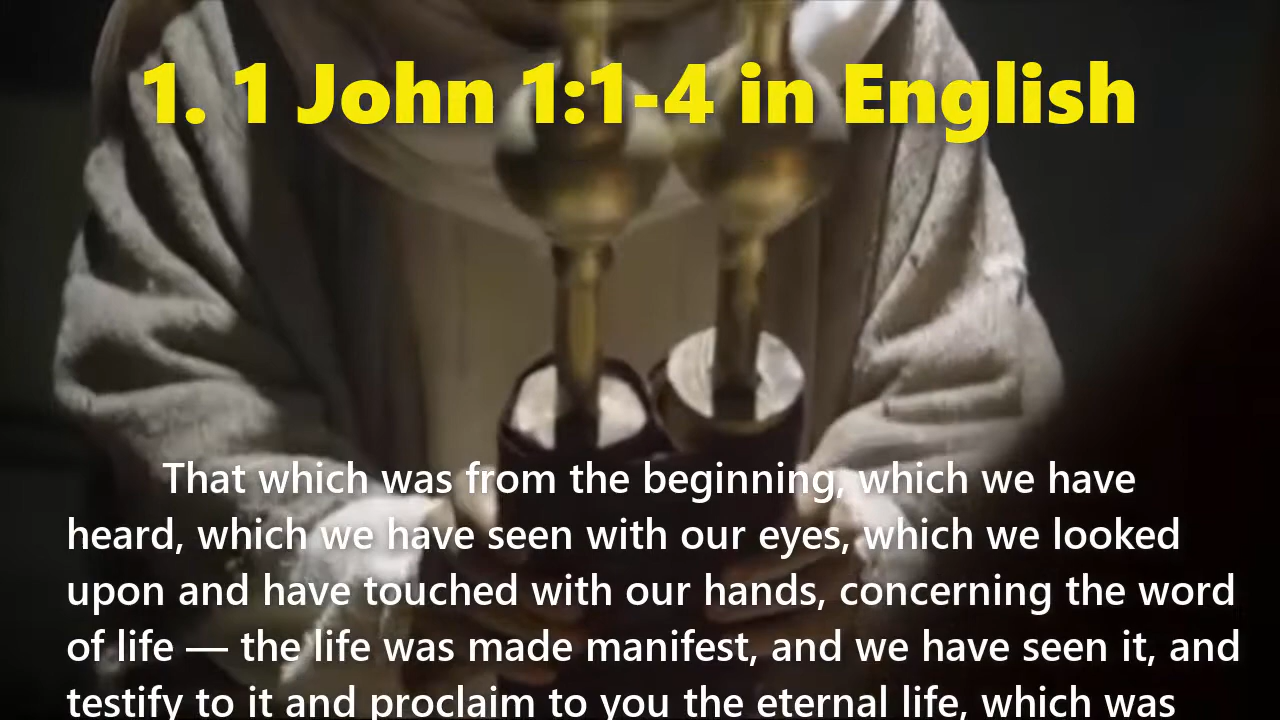 1. 1 John 1:1-4 in English
That which was from the beginning, which we have
heard, which we have seen with our eyes, which we looked
upon and have touched with our hands, concerning the word
of life — the life was made manifest, and we have seen it, and
testify to it and proclaim to you the eternal life, which was